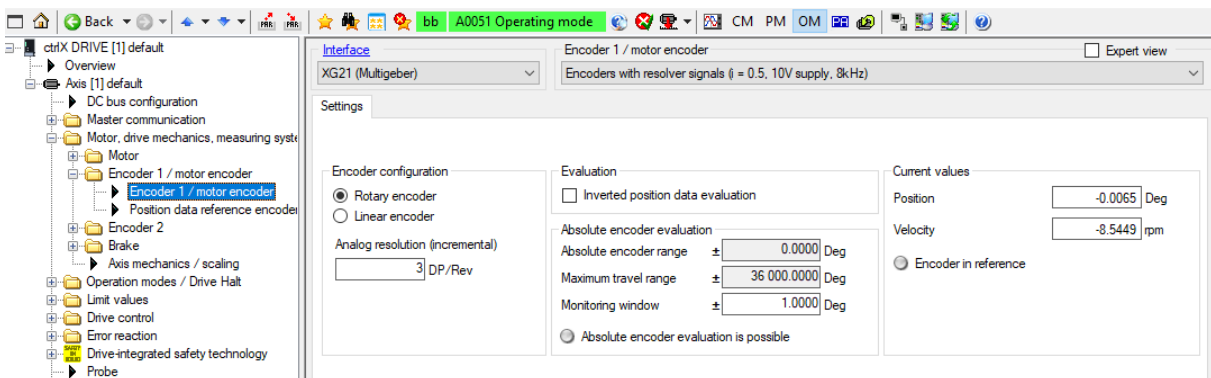 Back bb A0051 Operating mode CM PM OM
ctrlX DRIVE [1] default
Overview
Axis [1] default
DC bus configuration
Master communication
Motor, drive mechanics, measuring syste
Motor
Encoder 1 / motor encoder
Encoder 1 / motor encoder
Position data reference encoder
Encoder 2
Brake
Axis mechanics / scaling
Operation modes / Drive Halt
Limit values
Drive control
Error reaction
Drive-integrated safety technology
Probe
Interface
XG21 (Multigeber)
Encoder 1 / motor encoder
Expert view
Encoders with resolver signals (i = 0.5, 10V supply, 8kHz)
Settings
Encoder configuration
Rotary encoder
Linear encoder
Analog resolution (incremental)
3 DP/Rev
Evaluation
Inverted position data evaluation
Absolute encoder evaluation
Absolute encoder range ± 0.0000 Deg
Maximum travel range ± 36 000.0000 Deg
Monitoring window ± 1.0000 Deg
Absolute encoder evaluation is possible
Current values
Position -0.0065 Deg
Velocity -8.5449 rpm
Encoder in reference